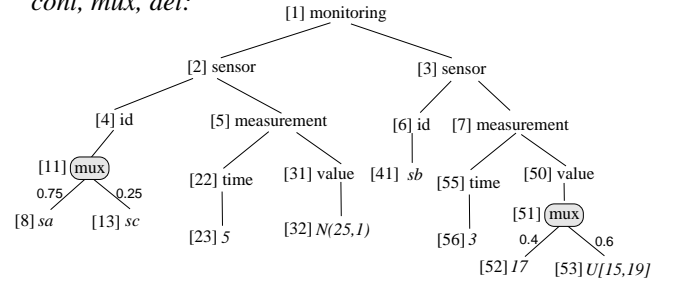 cont, mux, det:
[1] monitoring
[2] sensor [3] sensor
[4] id [5] measurement [6] id [7] measurement
[11] mux [22] time [31] value [41] sb [55] time [50] value
0.75 0.25 [51] mux
[8] sa [13] sc [23] 5 [32] N(25,1) [56] 3 0.4 0.6
[52] 17 [53] U[15,19]